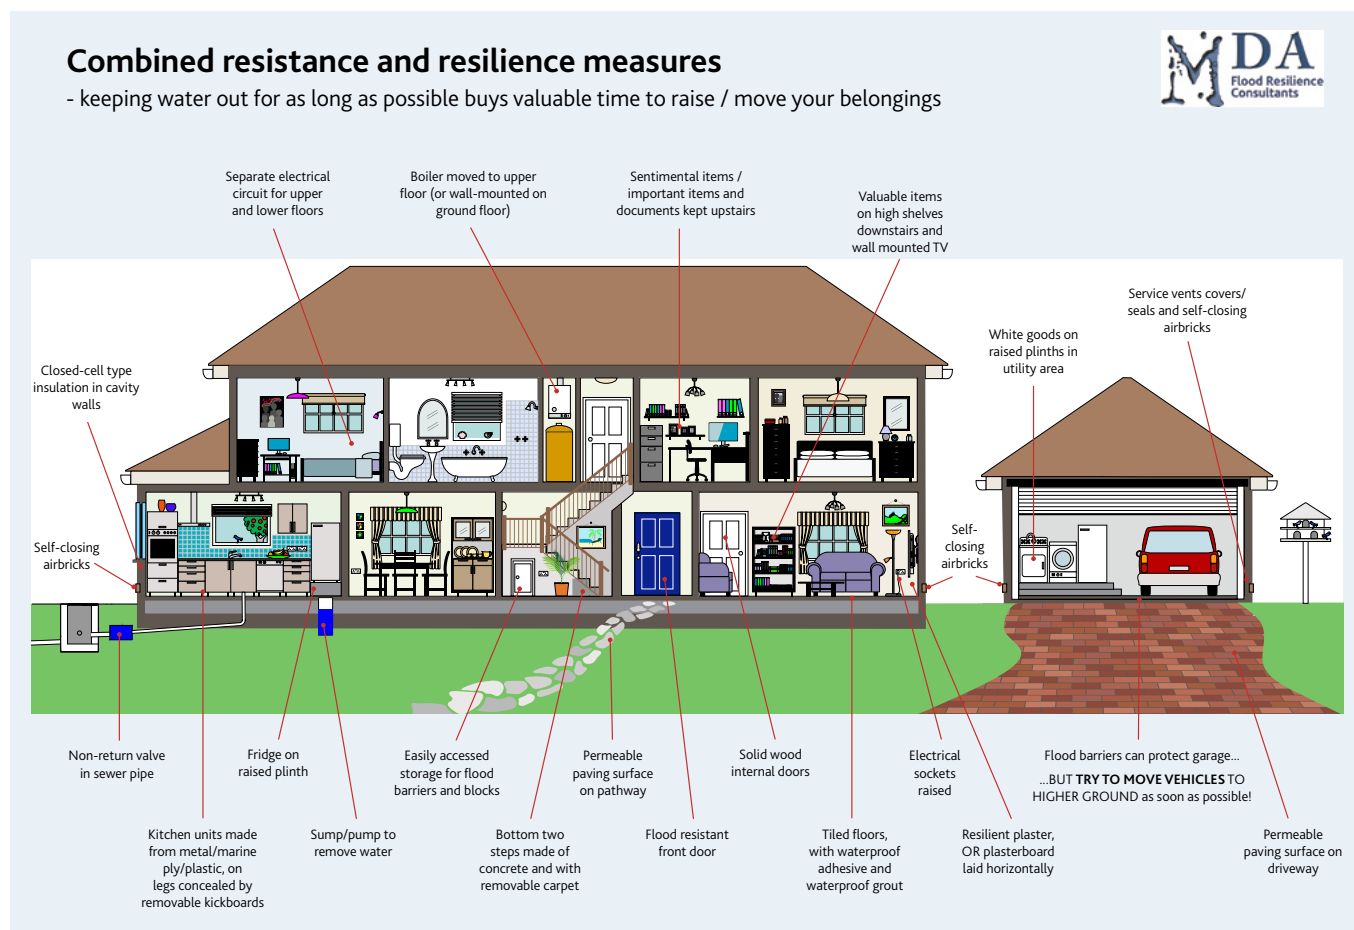 Combined resistance and resilience measures
- keeping water out for as long as possible buys valuable time to raise / move your belongings
MDA
Flood Resilience
Consultants
Separate electrical
circuit for upper
and lower floors
Boiler moved to upper
floor (or wall-mounted on
ground floor)
Sentimental items /
important items and
documents kept upstairs
Valuable items
on high shelves
downstairs and
wall mounted TV
Service vents covers/
seals and self-closing
airbricks
White goods on
raised plinths in
utility area
Closed-cell type
insulation in cavity
walls
Self-closing
airbricks
Self-
closing
airbricks
Non-return valve
in sewer pipe
Fridge on
raised plinth
Easily accessed
storage for flood
barriers and blocks
Permeable
paving surface
on pathway
Solid wood
internal doors
Electrical
sockets
raised
Flood barriers can protect garage...
...BUT TRY TO MOVE VEHICLES TO
HIGHER GROUND as soon as possible!
Kitchen units made
from metal/marine
ply/plastic, on
legs concealed by
removable kickboards
Sump/pump to
remove water
Bottom two
steps made of
concrete and with
removable carpet
Flood resistant
front door
Tiled floors,
with waterproof
adhesive and
waterproof grout
Resilient plaster,
OR plasterboard
laid horizontally
Permeable
paving surface on
driveway